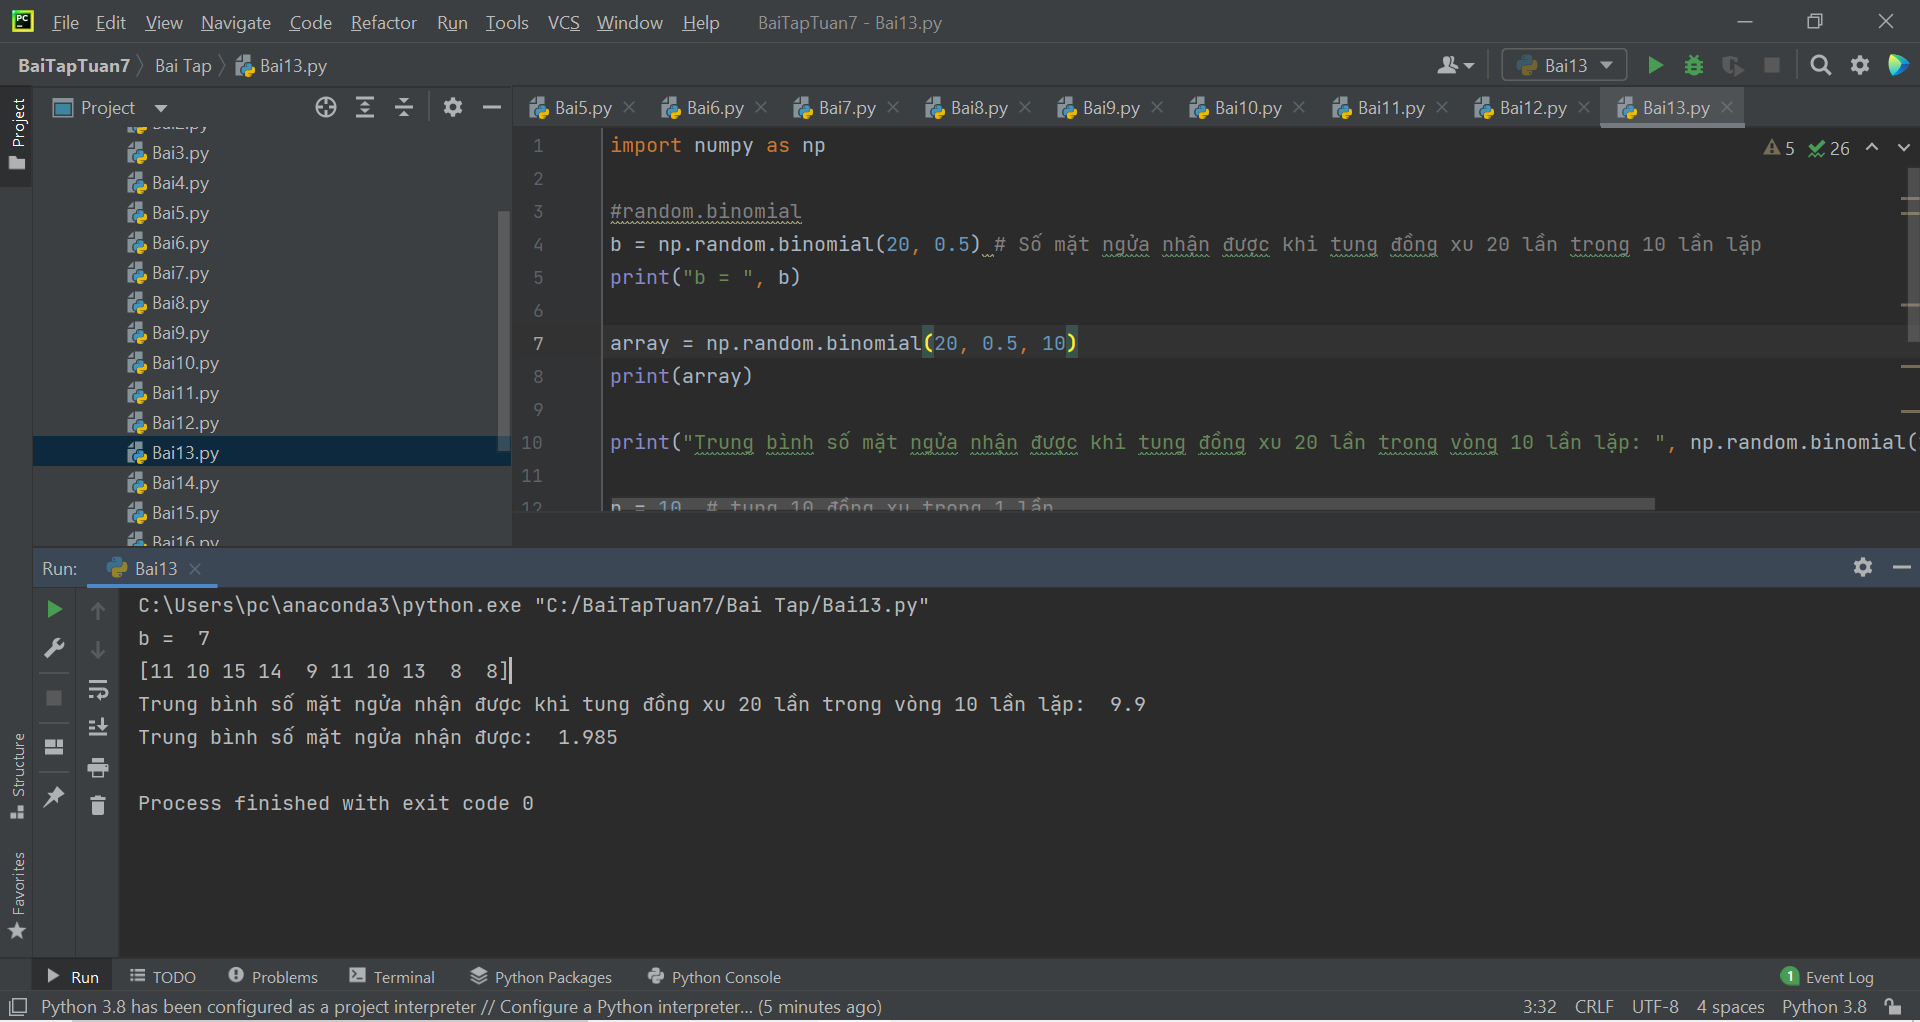 PC File Edit View Navigate Code Refactor Run Tools VCS Window Help BaiTapTuan7 - Bai13.py
BaiTapTuan7 Bai Tap Bai13.py Bai13
Project
Project
Bai5.py Bai6.py Bai7.py Bai8.py Bai9.py Bai10.py Bai11.py Bai12.py Bai13.py
Bai2.py
Bai3.py
Bai4.py
Bai5.py
Bai6.py
Bai7.py
Bai8.py
Bai9.py
Bai10.py
Bai11.py
Bai12.py
Bai13.py
Bai14.py
Bai15.py
Bai16.py
5 26
1 import numpy as np
2
3 #random.binomial
4 b = np.random.binomial(20, 0.5) # Số mặt ngửa nhận được khi tung đồng xu 20 lần trong 10 lần lặp
5 print("b = ", b)
6
7 array = np.random.binomial(20, 0.5, 10)
8 print(array)
9
10 print("Trung bình số mặt ngửa nhận được khi tung đồng xu 20 lần trong vòng 10 lần lặp: ", np.random.binomial(
11
12 n = 10 # tung 10 đồng xu trong 1 lần
Run: Bai13
C:\Users\pc\anaconda3\python.exe "C:/BaiTapTuan7/Bai Tap/Bai13.py"
b =  7
[11 10 15 14  9 11 10 13  8  8]
Trung bình số mặt ngửa nhận được khi tung đồng xu 20 lần trong vòng 10 lần lặp:  9.9
Trung bình số mặt ngửa nhận được:  1.985
Process finished with exit code 0
Structure
Favorites
Run TODO Problems Terminal Python Packages Python Console 1 Event Log
Python 3.8 has been configured as a project interpreter // Configure a Python interpreter... (5 minutes ago) 3:32 CRLF UTF-8 4 spaces Python 3.8